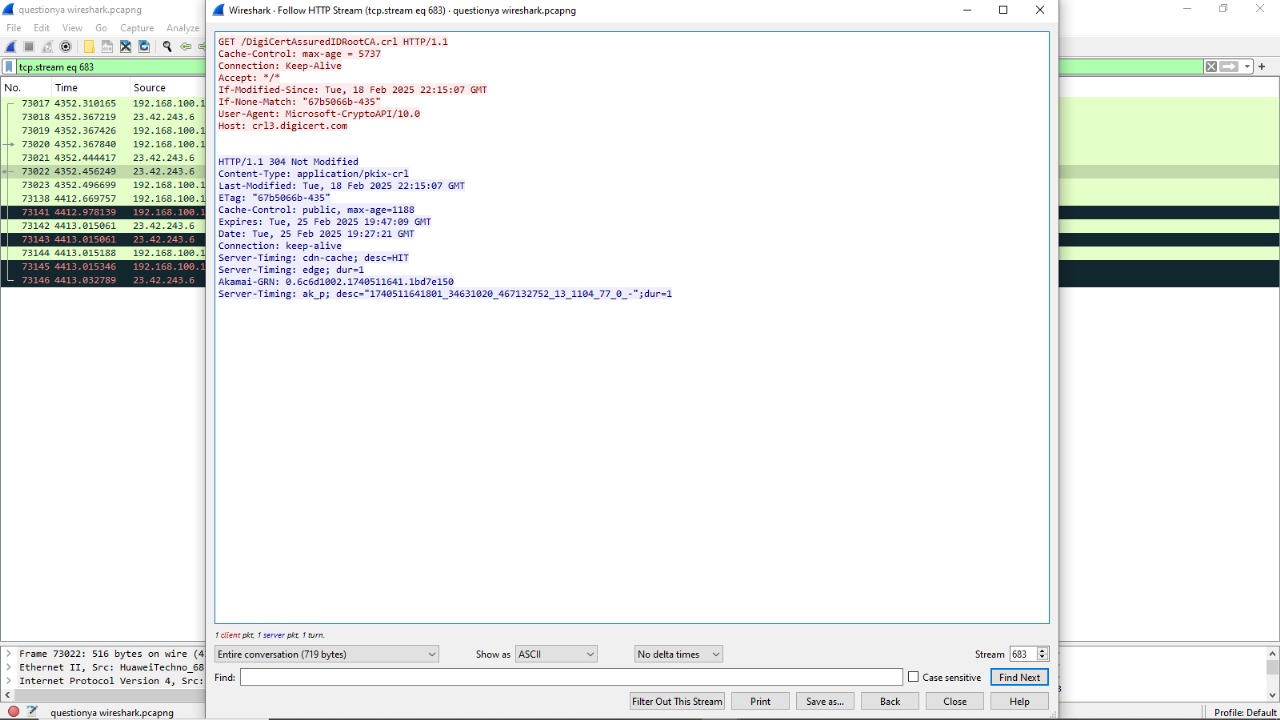 questionya wireshark.pcapng
File Edit View Go Capture Analyze
tcp.stream eq 683
No. Time Source
73017 4352.310165 192.168.100.1
73018 4352.367219 23.42.243.6
73019 4352.367426 192.168.100.1
73020 4352.367840 192.168.100.1
73021 4352.444417 23.42.243.6
73022 4352.456249 23.42.243.6
73023 4352.496699 192.168.100.1
73138 4412.669757 192.168.100.1
73141 4412.978139 192.168.100.1
73142 4413.015061 23.42.243.6
73143 4413.015061 23.42.243.6
73144 4413.015188 192.168.100.1
73145 4413.015346 192.168.100.1
73146 4413.032789 23.42.243.6
Frame 73022: 516 bytes on wire (4
Ethernet II, Src: HuaweiTechno_68
Internet Protocol Version 4, Src:
questionya wireshark.pcapng
Profile: Default
Wireshark · Follow HTTP Stream (tcp.stream eq 683) · questionya wireshark.pcapng
GET /DigiCertAssuredIDRootCA.crl HTTP/1.1
Cache-Control: max-age = 5737
Connection: Keep-Alive
Accept: */*
If-Modified-Since: Tue, 18 Feb 2025 22:15:07 GMT
If-None-Match: "67b5066b-435"
User-Agent: Microsoft-CryptoAPI/10.0
Host: crl3.digicert.com
HTTP/1.1 304 Not Modified
Content-Type: application/pkix-crl
Last-Modified: Tue, 18 Feb 2025 22:15:07 GMT
ETag: "67b5066b-435"
Cache-Control: public, max-age=1188
Expires: Tue, 25 Feb 2025 19:47:09 GMT
Date: Tue, 25 Feb 2025 19:27:21 GMT
Connection: keep-alive
Server-Timing: cdn-cache; desc=HIT
Server-Timing: edge; dur=1
Akamai-GRN: 0.6c6d1002.1740511641.1bd7e150
Server-Timing: ak_p; desc="1740511641801_34631020_467132752_13_1104_77_0_-";dur=1
1 client pkt, 1 server pkt, 1 turn.
Entire conversation (719 bytes) Show as ASCII No delta times Stream 683
Find: Case sensitive Find Next
Filter Out This Stream Print Save as... Back Close Help